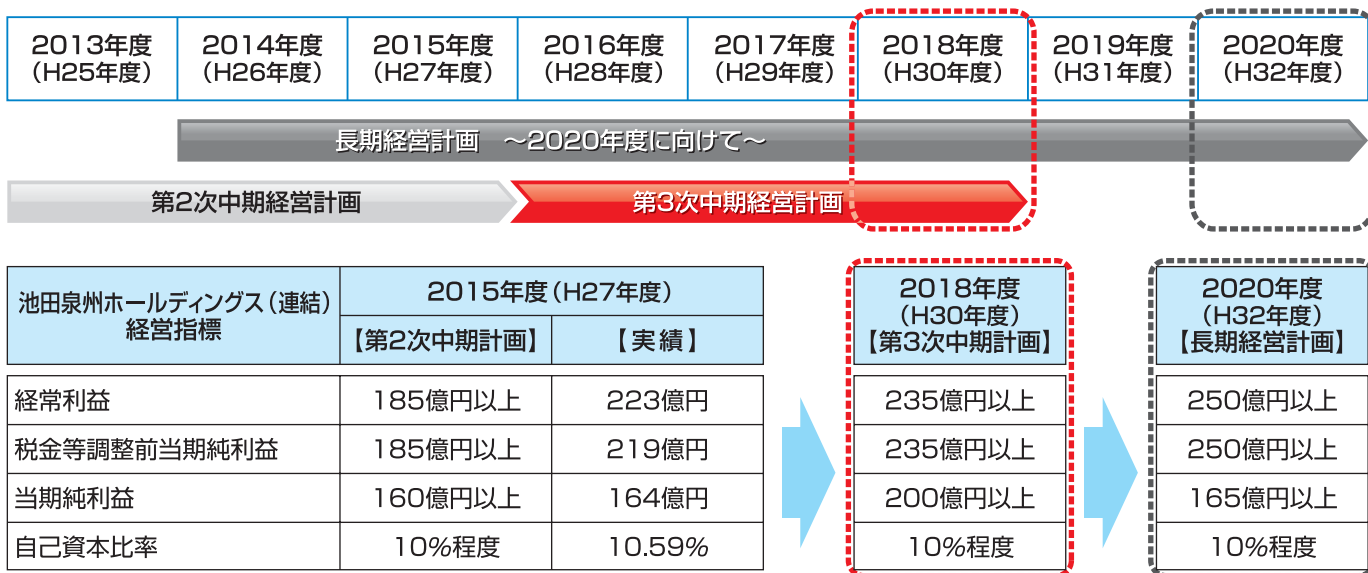 2013年度 2014年度 2015年度 2016年度 2017年度 2018年度 2019年度 2020年度
(H25年度) (H26年度) (H27年度) (H28年度) (H29年度) (H30年度) (H31年度) (H32年度)
長期経営計画 ～2020年度に向けて～
第2次中期経営計画 第3次中期経営計画
池田泉州ホールディングス（連結）
経営指標
2015年度（H27年度）
【第2次中期計画】 【実績】
2018年度
(H30年度)
【第3次中期計画】
2020年度
(H32年度)
【長期経営計画】
経常利益 185億円以上 223億円 235億円以上 250億円以上
税金等調整前当期純利益 185億円以上 219億円 235億円以上 250億円以上
当期純利益 160億円以上 164億円 200億円以上 165億円以上
自己資本比率 10%程度 10.59% 10%程度 10%程度